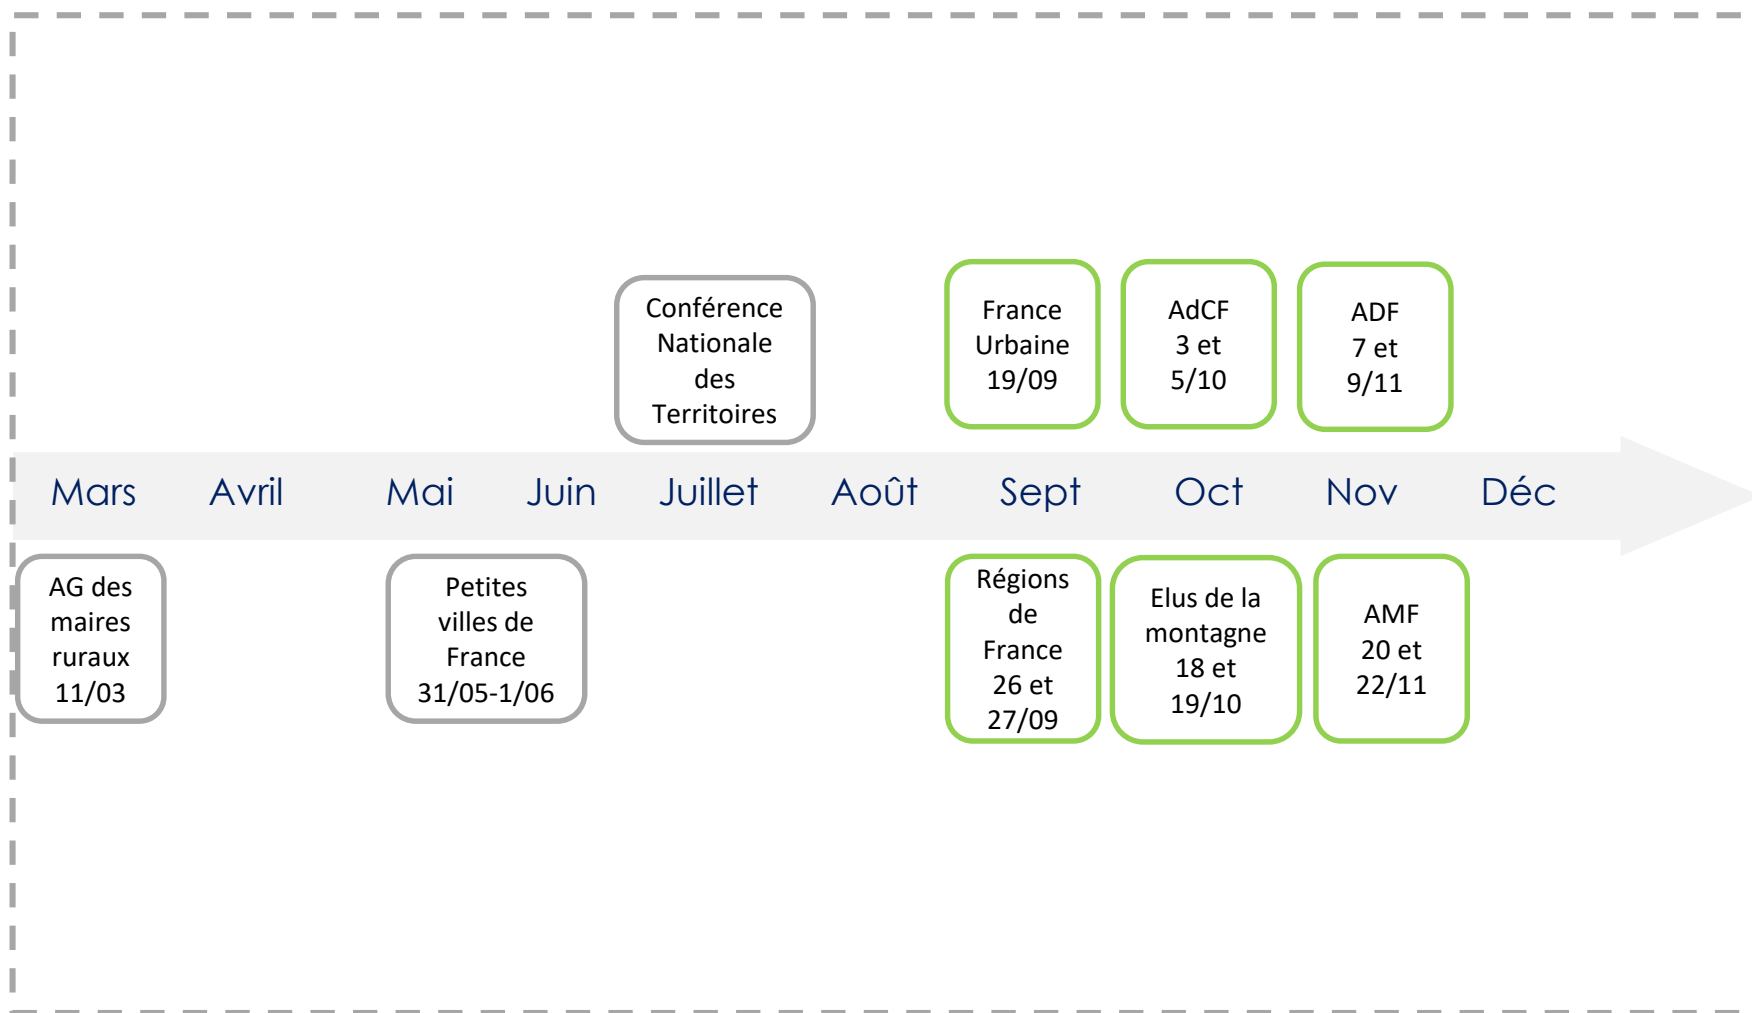 Conférence
Nationale
des
Territoires
France
Urbaine
19/09
AdCF
3 et
5/10
ADF
7 et
9/11
Mars Avril Mai Juin Juillet Août Sept Oct Nov Déc
AG des
maires
ruraux
11/03
Petites
villes de
France
31/05-1/06
Régions
de
France
26 et
27/09
Elus de la
montagne
18 et
19/10
AMF
20 et
22/11